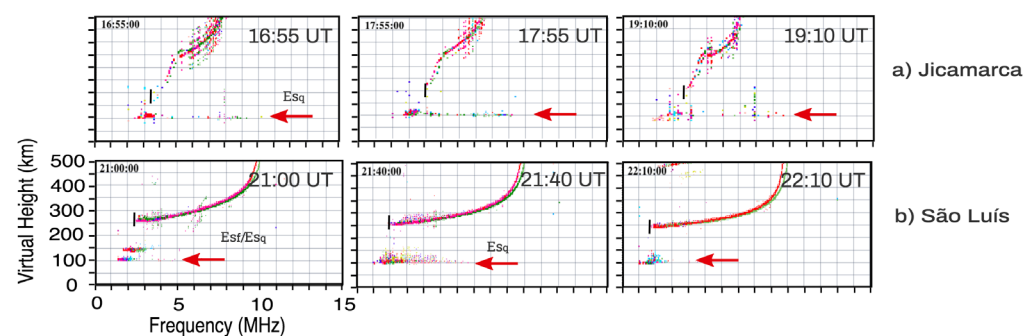 16:55:00
16:55 UT
Esq
17:55:00
17:55 UT
19:10:00
19:10 UT
a) Jicamarca
Virtual Height (km)
500
400
300
200
100
0
21:00:00
21:00 UT
Esf/Esq
21:40:00
21:40 UT
Esq
22:10:00
22:10 UT
b) São Luís
0 5 10 15
Frequency (MHz)